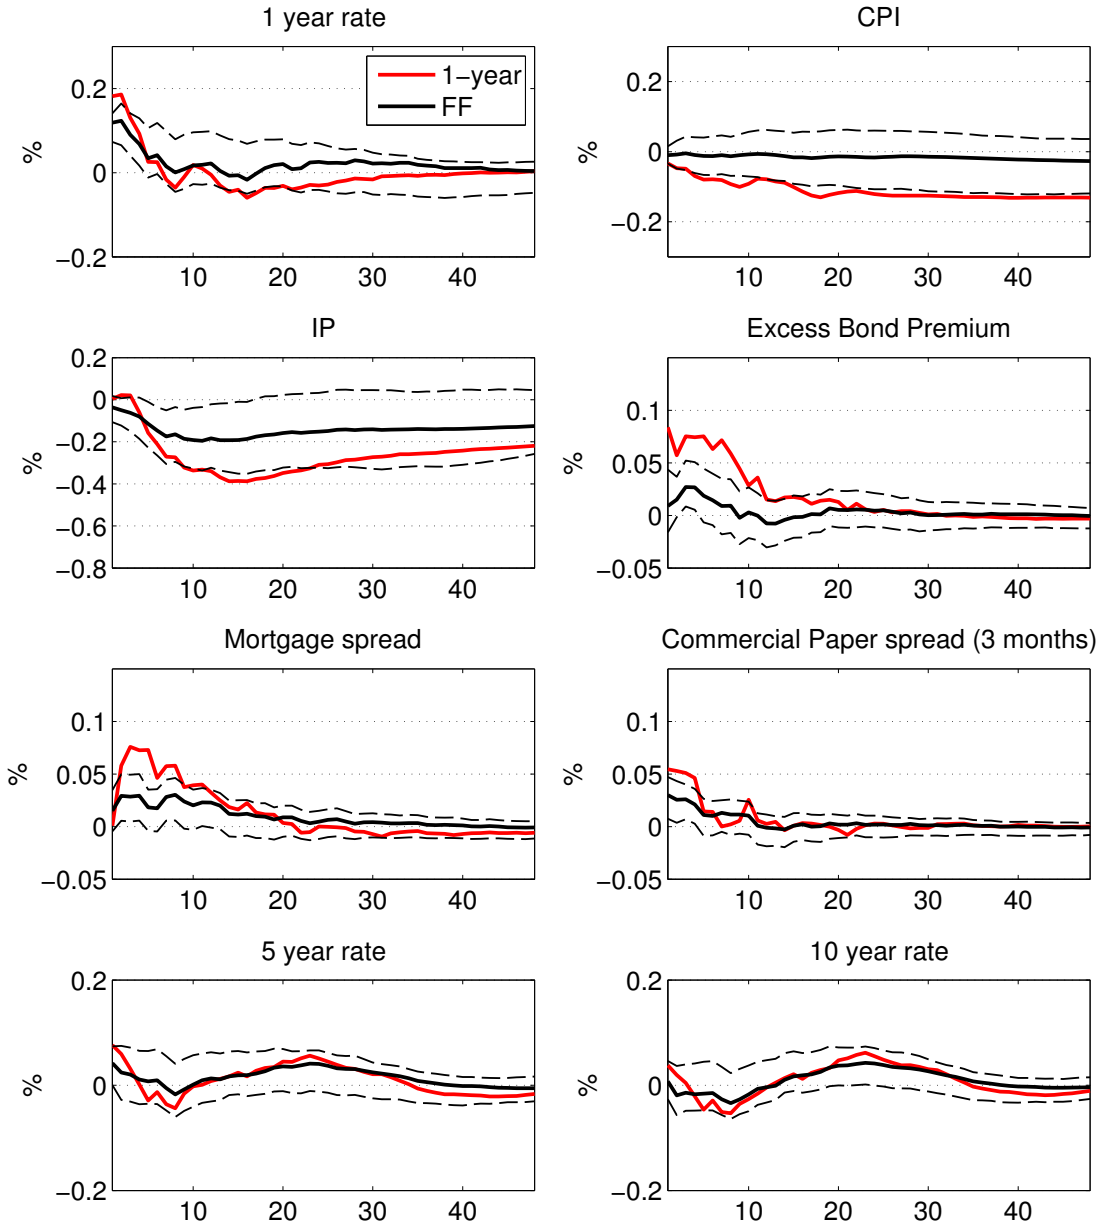 1 year rate
CPI
0.2
0
−0.2
%
10 20 30 40
1−year
FF
0.2
0
−0.2
%
10 20 30 40
IP
Excess Bond Premium
0.2
0
−0.2
−0.4
−0.6
−0.8
%
10 20 30 40
0.1
0.05
0
−0.05
%
10 20 30 40
Mortgage spread
Commercial Paper spread (3 months)
0.1
0.05
0
−0.05
%
10 20 30 40
0.1
0.05
0
−0.05
%
10 20 30 40
5 year rate
10 year rate
0.2
0
−0.2
%
10 20 30 40
0.2
0
−0.2
%
10 20 30 40